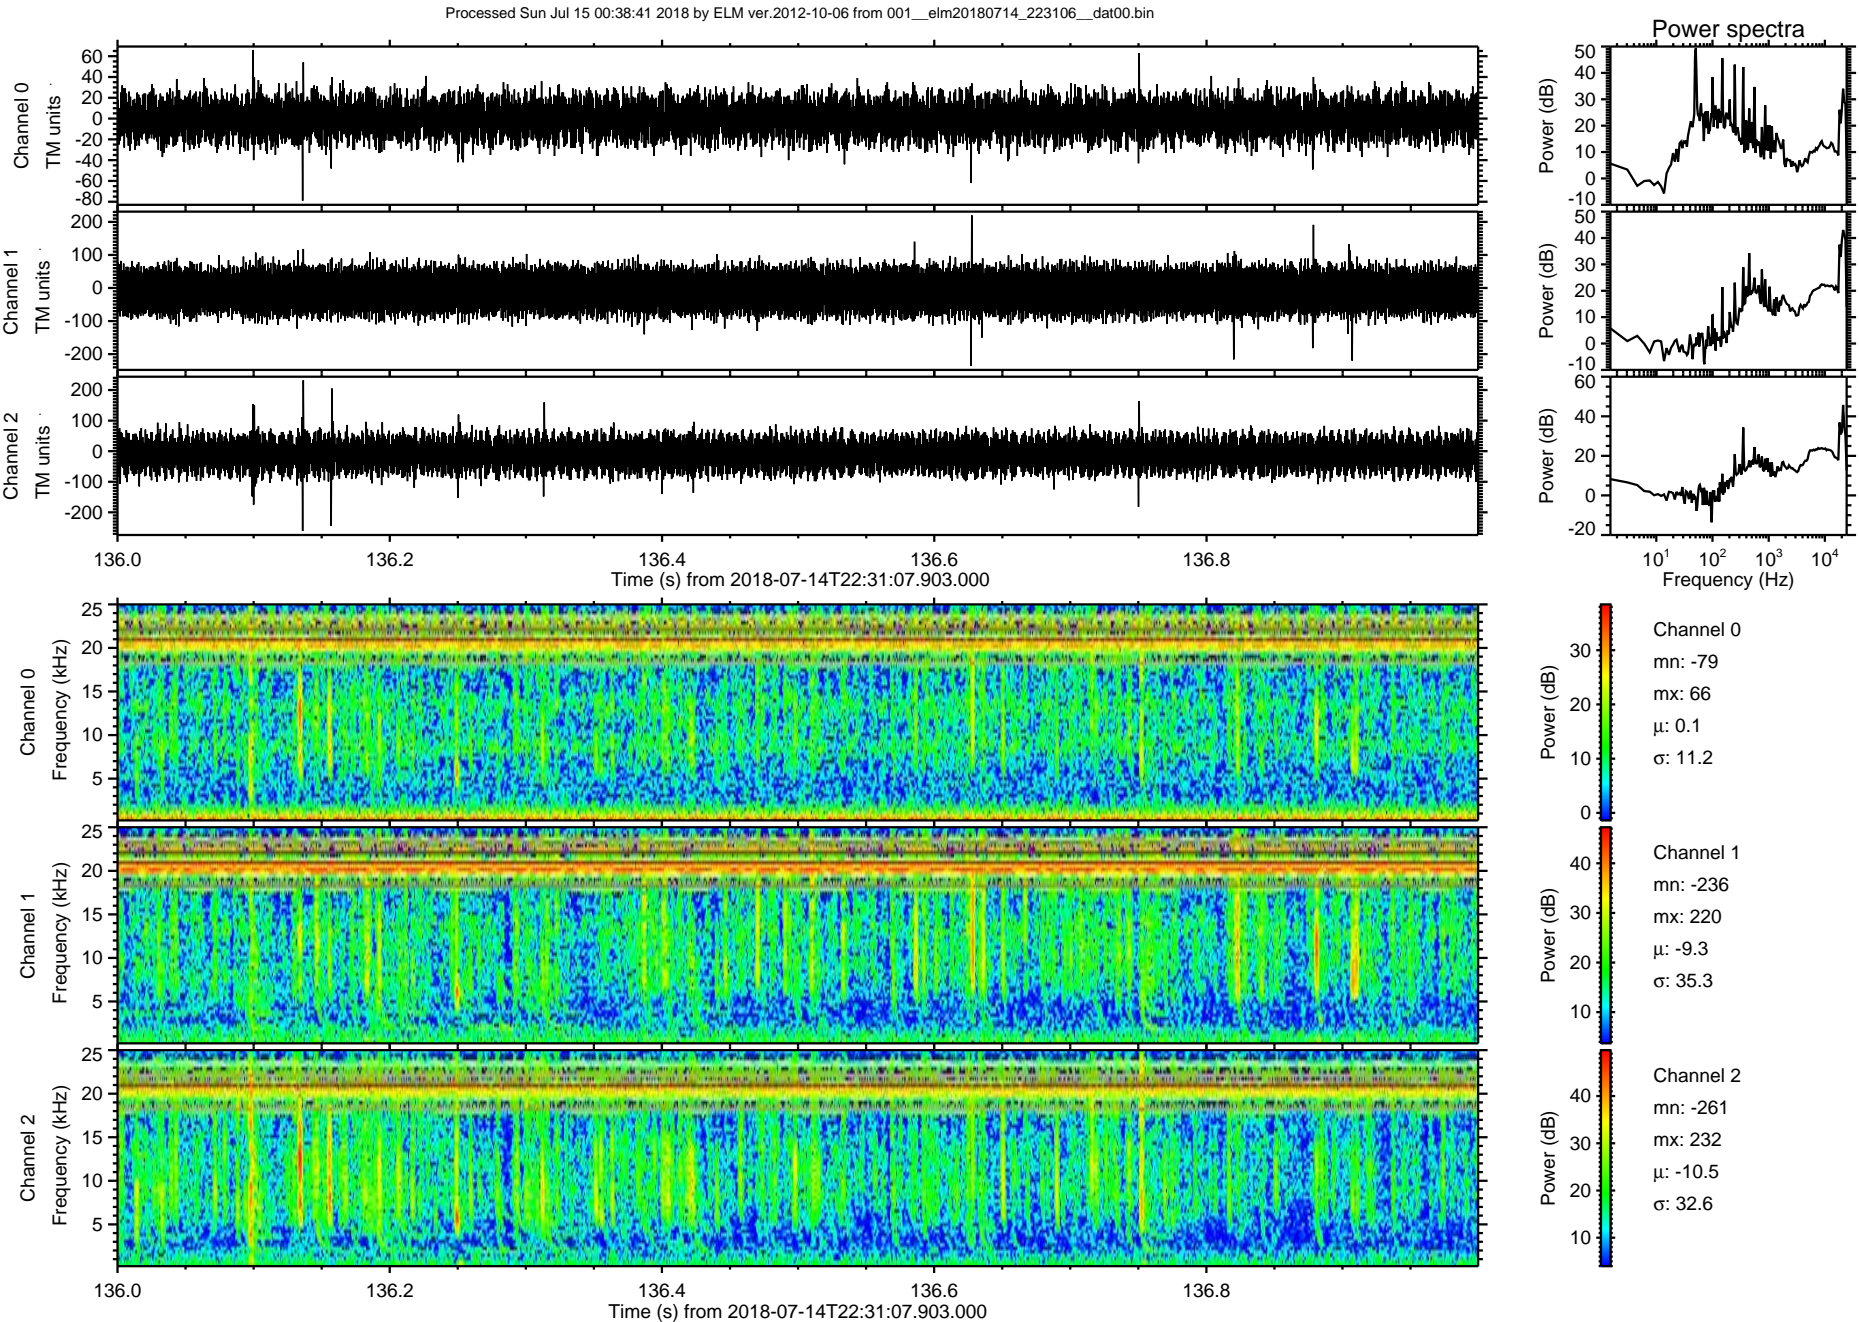 Processed Sun Jul 15 00:38:41 2018 by ELM ver.2012-10-06 from 001__elm20180714_223106__dat00.bin
Power spectra
Channel 0
TM units
60
40
20
0
-20
-40
-60
-80
Power (dB)
50
40
30
20
10
0
-10
Channel 1
TM units
200
100
0
-100
-200
Power (dB)
50
40
30
20
10
0
-10
Channel 2
TM units
200
100
0
-100
-200
Power (dB)
60
40
20
0
-20
136.0 136.2 136.4 136.6 136.8
Time (s) from 2018-07-14T22:31:07.903.000
10¹ 10² 10³ 10⁴
Frequency (Hz)
Channel 0
Frequency (kHz)
25
20
15
10
5
Power (dB)
30
20
10
0
Channel 0
mn: -79
mx: 66
μ: 0.1
σ: 11.2
Channel 1
Frequency (kHz)
25
20
15
10
5
Power (dB)
40
30
20
10
Channel 1
mn: -236
mx: 220
μ: -9.3
σ: 35.3
Channel 2
Frequency (kHz)
25
20
15
10
5
Power (dB)
40
30
20
10
Channel 2
mn: -261
mx: 232
μ: -10.5
σ: 32.6
136.0 136.2 136.4 136.6 136.8
Time (s) from 2018-07-14T22:31:07.903.000